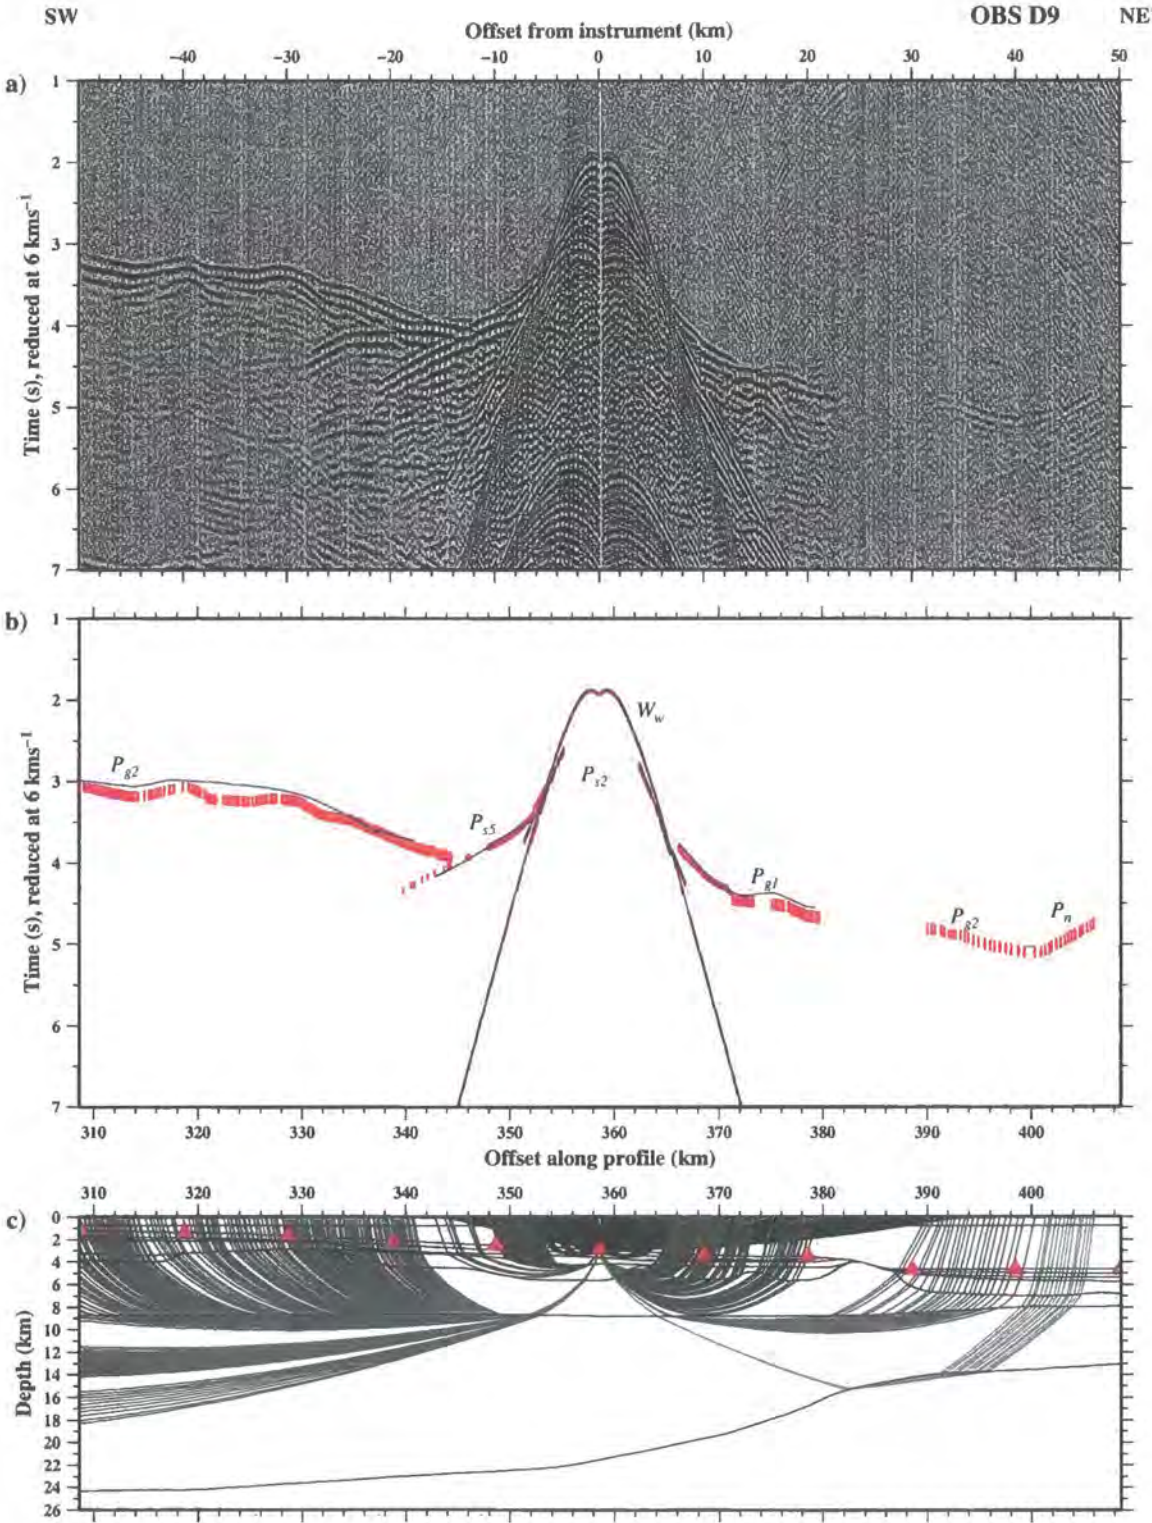 SW OBS D9 NE
Offset from instrument (km)
−40 −30 −20 −10 0 10 20 30 40 50
a)
1
2
3
4
5
6
7
Time (s), reduced at 6 kms⁻¹
b)
1
2
3
4
5
6
7
Time (s), reduced at 6 kms⁻¹
Pg2
Ps5
Ww
Ps2
Pg1
Pg2
Pn
310 320 330 340 350 360 370 380 390 400
Offset along profile (km)
310 320 330 340 350 360 370 380 390 400
c)
0
2
4
6
8
10
12
14
16
18
20
22
24
26
Depth (km)